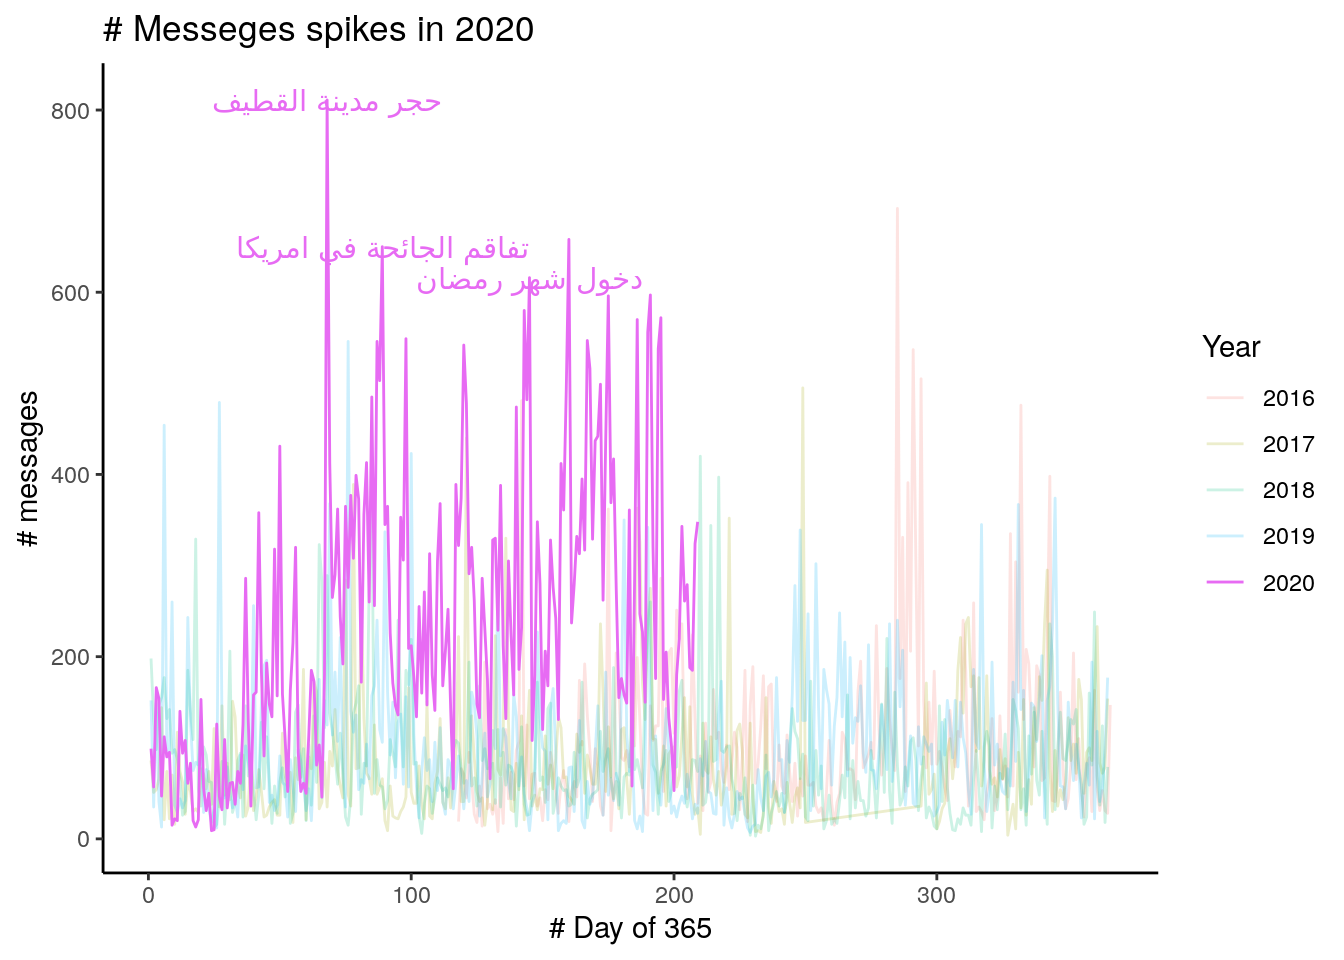 # Messeges spikes in 2020
حجر مدينة القطيف
تفاقم الجائحة في امريكا
دخول شهر رمضان
800
600
400
200
0
# messages
0
100
200
300
# Day of 365
Year
2016
2017
2018
2019
2020